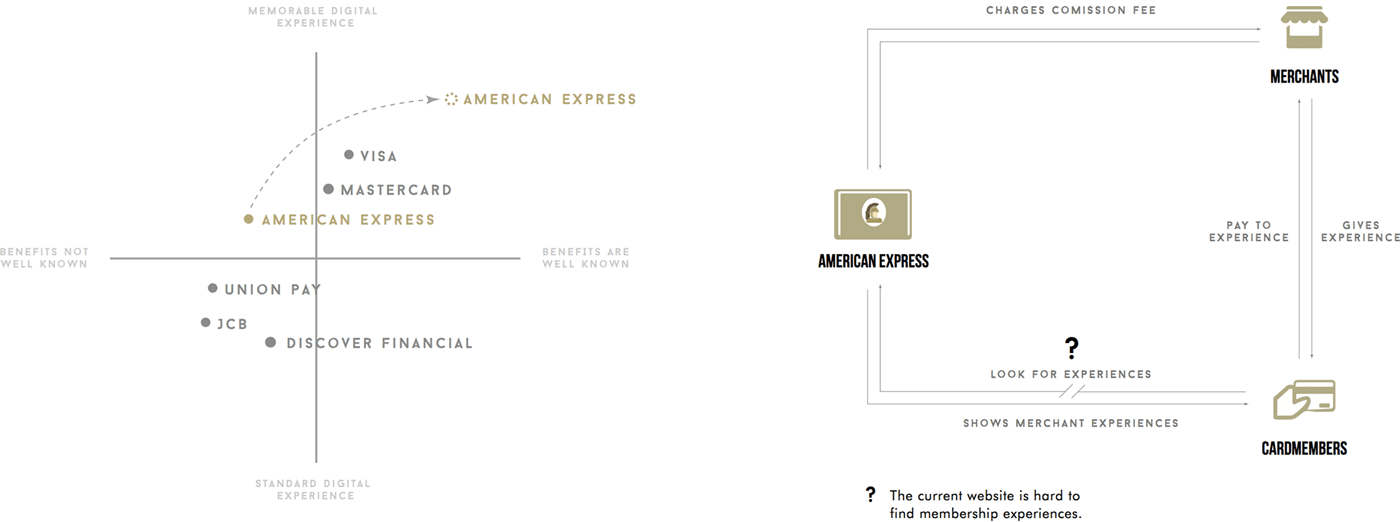 MEMORABLE DIGITAL
EXPERIENCE
AMERICAN EXPRESS
VISA
MASTERCARD
AMERICAN EXPRESS
BENEFITS NOT
WELL KNOWN
BENEFITS ARE
WELL KNOWN
UNION PAY
JCB
DISCOVER FINANCIAL
STANDARD DIGITAL
EXPERIENCE
CHARGES COMISSION FEE
MERCHANTS
AMERICAN EXPRESS
PAY TO
EXPERIENCE
GIVES
EXPERIENCE
?
LOOK FOR EXPERIENCES
SHOWS MERCHANT EXPERIENCES
CARDMEMBERS
? The current website is hard to
find membership experiences.